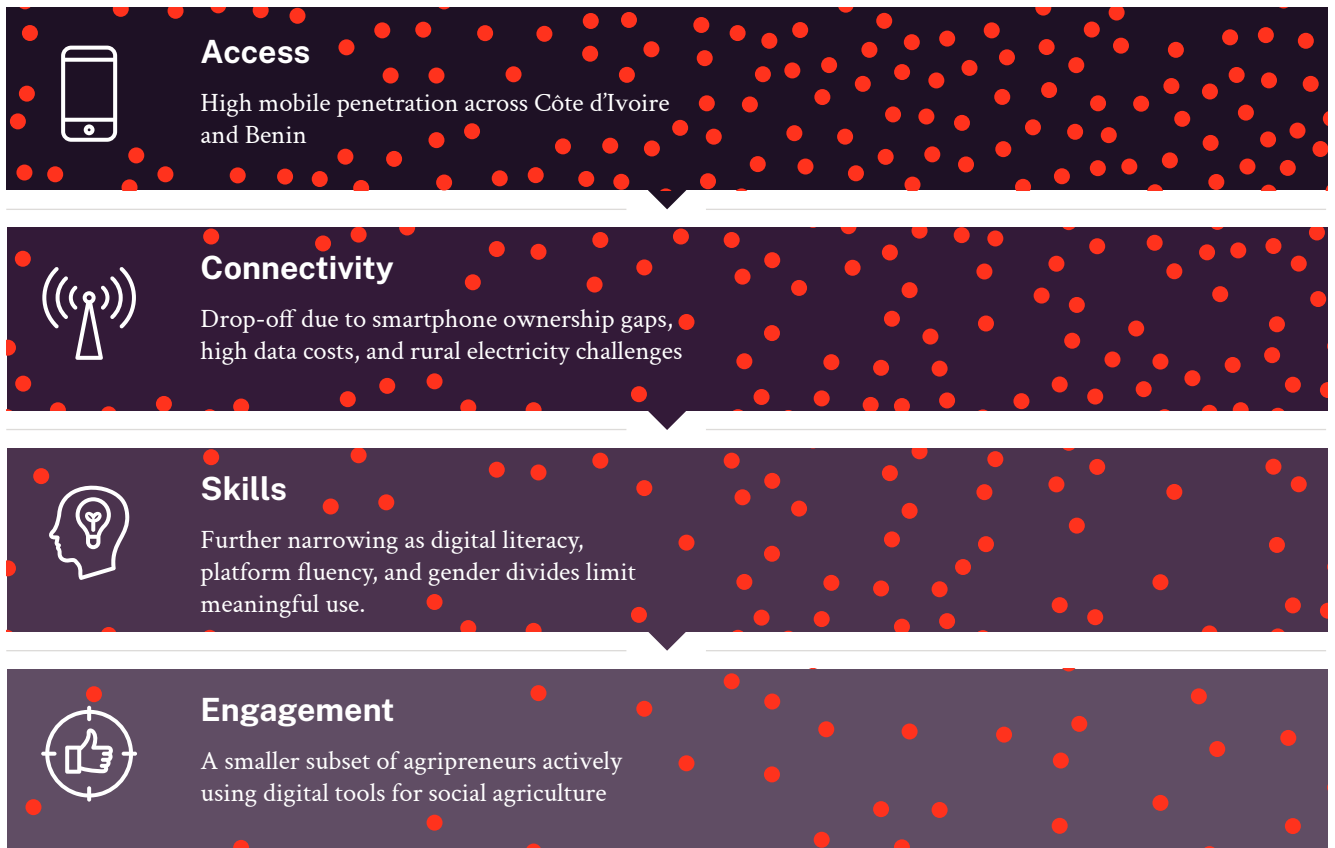 Access
High mobile penetration across Côte d’Ivoire
and Benin
Connectivity
Drop-off due to smartphone ownership gaps,
high data costs, and rural electricity challenges
Skills
Further narrowing as digital literacy,
platform fluency, and gender divides limit
meaningful use.
Engagement
A smaller subset of agripreneurs actively
using digital tools for social agriculture